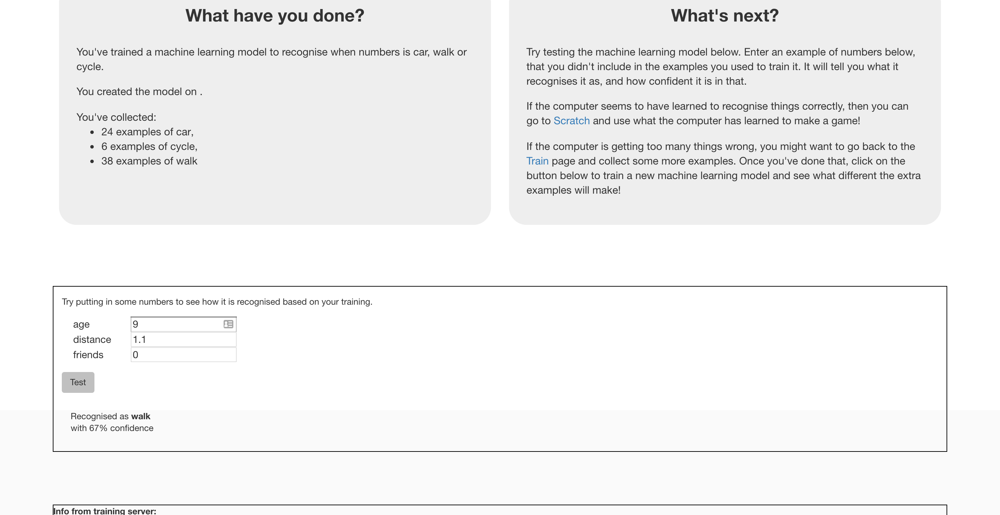 What have you done?
You've trained a machine learning model to recognise when numbers is car, walk or
cycle.
You created the model on .
You've collected:
• 24 examples of car,
• 6 examples of cycle,
• 38 examples of walk
What's next?
Try testing the machine learning model below. Enter an example of numbers below,
that you didn't include in the examples you used to train it. It will tell you what it
recognises it as, and how confident it is in that.
If the computer seems to have learned to recognise things correctly, then you can
go to Scratch and use what the computer has learned to make a game!
If the computer is getting too many things wrong, you might want to go back to the
Train page and collect some more examples. Once you've done that, click on the
button below to train a new machine learning model and see what different the extra
examples will make!
Try putting in some numbers to see how it is recognised based on your training.
age 9
distance 1.1
friends 0
Test
Recognised as walk
with 67% confidence
Info from training server: